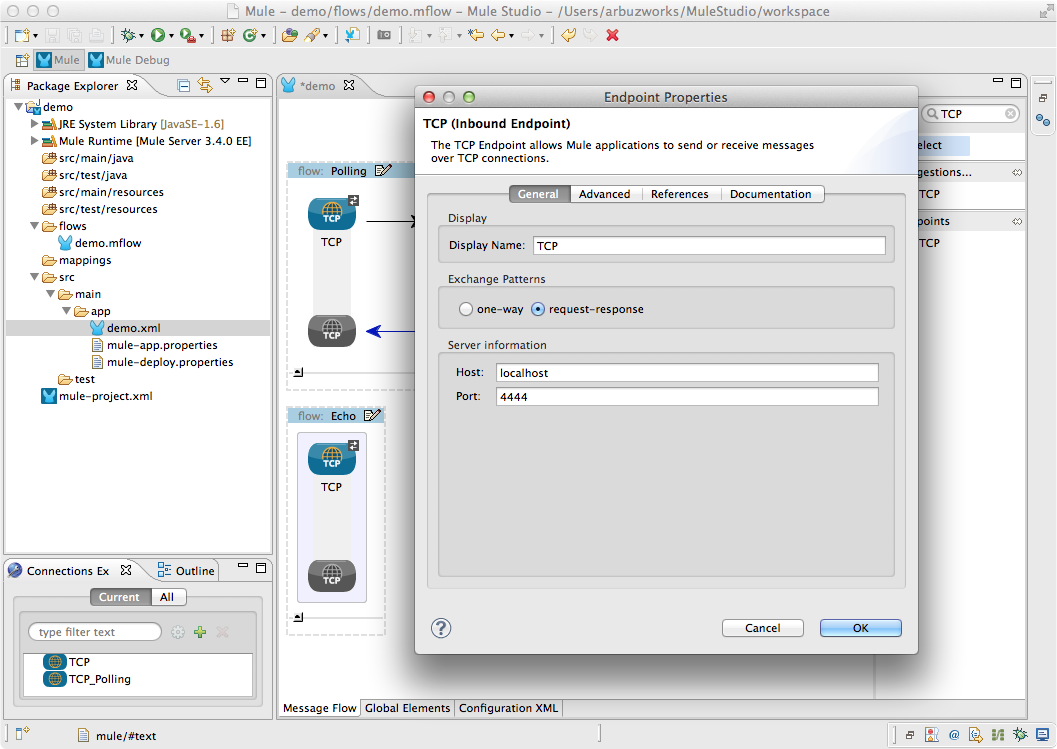 Mule – demo/flows/demo.mflow – Mule Studio – /Users/arbuzworks/MuleStudio/workspace
Mule
Mule Debug
Package Explorer
demo
JRE System Library [JavaSE-1.6]
Mule Runtime [Mule Server 3.4.0 EE]
src/main/java
src/test/java
src/main/resources
src/test/resources
flows
demo.mflow
mappings
src
main
app
demo.xml
mule-app.properties
mule-deploy.properties
test
mule-project.xml
Connections Ex
Outline
Current
All
type filter text
TCP
TCP_Polling
*demo
flow: Polling
TCP
TCP
TCP
flow: Echo
TCP
TCP
TCP
Message Flow
Global Elements
Configuration XML
Endpoint Properties
TCP (Inbound Endpoint)
The TCP Endpoint allows Mule applications to send or receive messages
over TCP connections.
General
Advanced
References
Documentation
Display
Display Name: TCP
Exchange Patterns
one-way
request-response
Server information
Host: localhost
Port: 4444
?
Cancel
OK
TCP
elect
gestions...
TCP
points
TCP
mule/#text